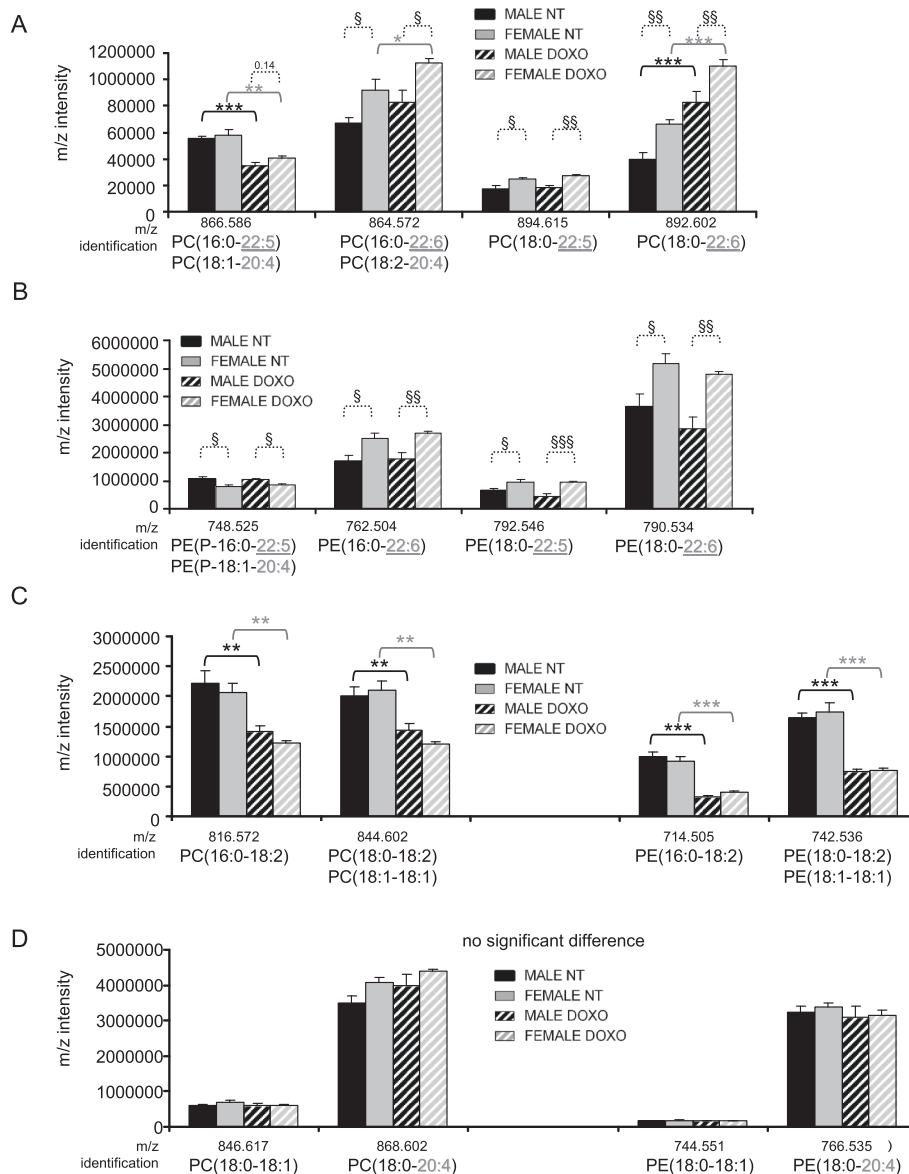 A
MALE NT
FEMALE NT
MALE DOXO
FEMALE DOXO
§ § §§ §§
* ***
0.14
**
***
***
§ §§
m/z intensity
1200000
1000000
80000
60000
40000
20000
0
m/z 866.586 864.572 894.615 892.602
identification PC(16:0-22:5) PC(16:0-22:6) PC(18:0-22:5) PC(18:0-22:6)
PC(18:1-20:4) PC(18:2-20:4)
B
MALE NT
FEMALE NT
MALE DOXO
FEMALE DOXO
§ §§
§ §§
§ § § §§§
m/z intensity
6000000
5000000
4000000
3000000
2000000
1000000
0
m/z 748.525 762.504 792.546 790.534
identification PE(P-16:0-22:5) PE(16:0-22:6) PE(18:0-22:5) PE(18:0-22:6)
PE(P-18:1-20:4)
C
** **
** **
***
***
***
***
MALE NT
FEMALE NT
MALE DOXO
FEMALE DOXO
m/z intensity
3000000
2500000
2000000
1500000
1000000
500000
0
m/z 816.572 844.602 714.505 742.536
identification PC(16:0-18:2) PC(18:0-18:2) PE(16:0-18:2) PE(18:0-18:2)
PC(18:1-18:1) PE(18:1-18:1)
D
no significant difference
MALE NT
FEMALE NT
MALE DOXO
FEMALE DOXO
m/z intensity
5000000
4000000
3000000
2000000
1000000
0
m/z 846.617 868.602 744.551 766.535 )
identification PC(18:0-18:1) PC(18:0-20:4) PE(18:0-18:1) PE(18:0-20:4)